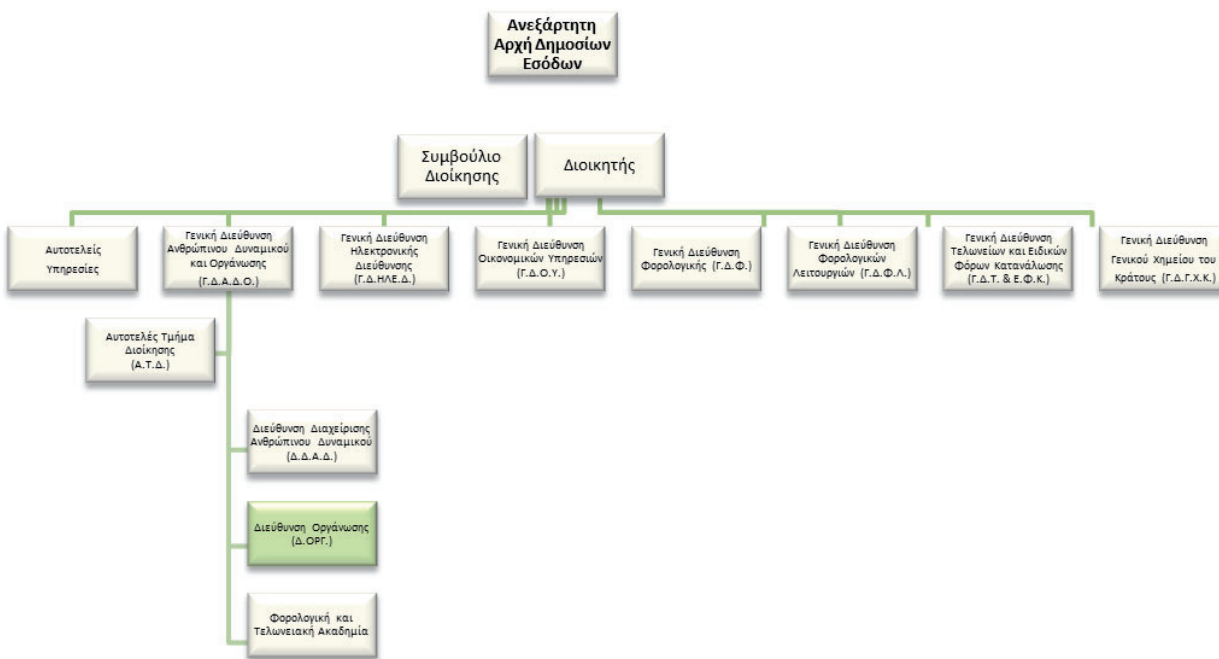 Ανεξάρτητη
Αρχή Δημοσίων
Εσόδων
Συμβούλιο
Διοίκησης
Διοικητής
Αυτοτελείς
Υπηρεσίες
Γενική Διεύθυνση
Ανθρώπινου Δυναμικού
και Οργάνωσης
(Γ.Δ.Α.Δ.Ο.)
Γενική Διεύθυνση
Ηλεκτρονικής
Διεύθυνσης
(Γ.Δ.ΗΛΕ.Δ.)
Γενική Διεύθυνση
Οικονομικών Υπηρεσιών
(Γ.Δ.Ο.Υ.)
Γενική Διεύθυνση
Φορολογικής (Γ.Δ.Φ.)
Γενική Διεύθυνση
Φορολογικών
Λειτουργιών (Γ.Δ.Φ.Λ.)
Γενική Διεύθυνση
Τελωνείων και Ειδικών
Φόρων Κατανάλωσης
(Γ.Δ.Τ. & Ε.Φ.Κ.)
Γενική Διεύθυνση
Γενικού Χημείου του
Κράτους (Γ.Δ.Γ.Χ.Κ.)
Αυτοτελές Τμήμα
Διοίκησης
(Α.Τ.Δ.)
Διεύθυνση Διαχείρισης
Ανθρώπινου Δυναμικού
(Δ.Δ.Α.Δ.)
Διεύθυνση Οργάνωσης
(Δ.ΟΡΓ.)
Φορολογική και
Τελωνειακή Ακαδημία